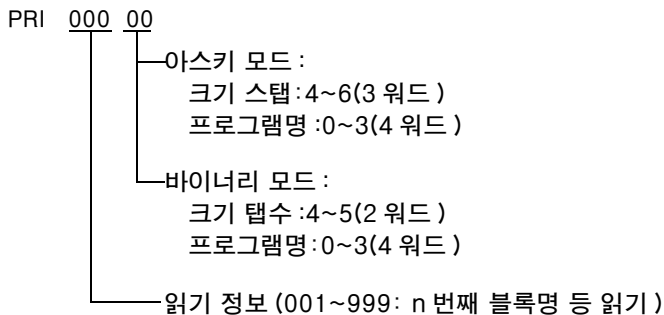 PRI 000 00
아스키 모드 :
크기 스탭:4~6(3 워드 )
프로그램명 :0~3(4 워드 )
바이너리 모드 :
크기 탭수 :4~5(2 워드 )
프로그램명:0~3(4 워드 )
읽기 정보 (001~999: n 번째 블록명 등 읽기 )